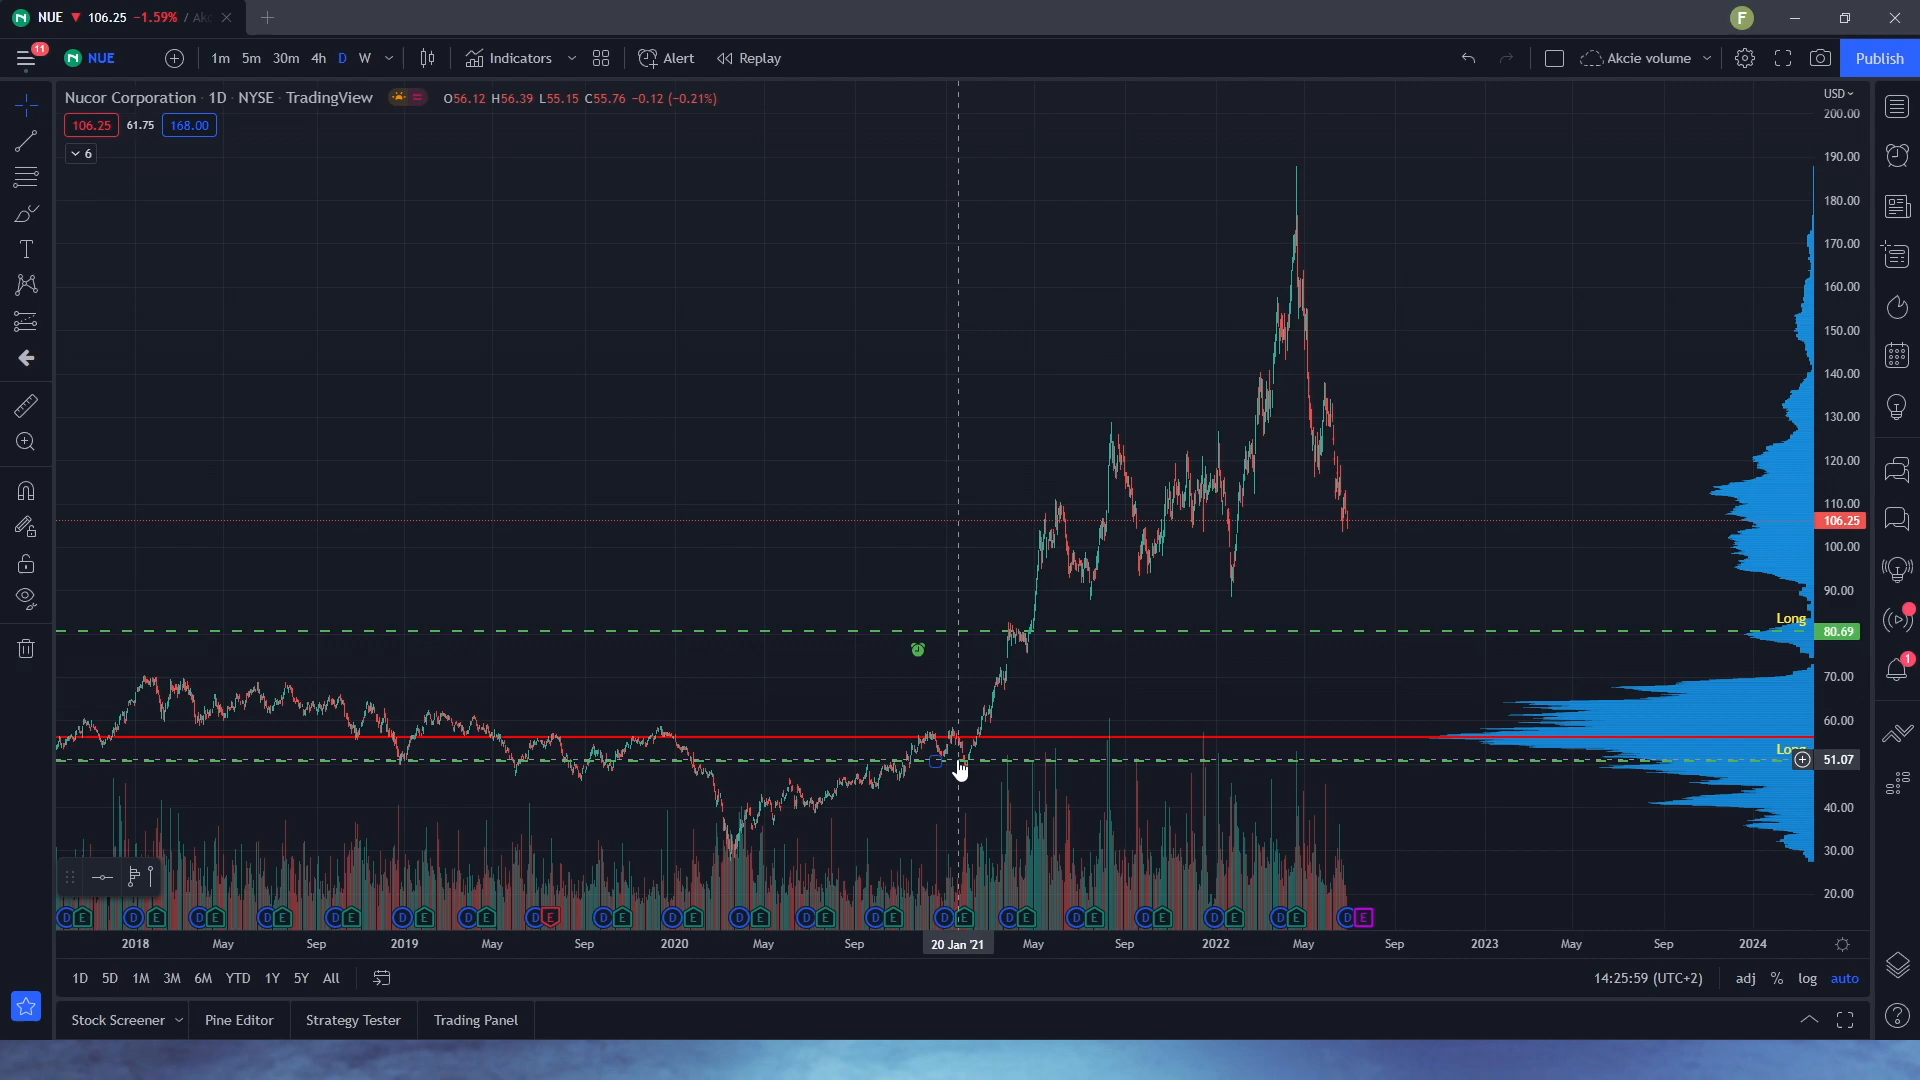 NUE ▼ 106.25 −1.59% / Ak
F
11
NUE
1m 5m 30m 4h D W
Indicators
Alert
Replay
Akcie volume
Publish
Nucor Corporation · 1D · NYSE · TradingView
O56.12 H56.39 L55.15 C55.76 −0.12 (−0.21%)
106.25 61.75 168.00
6
USD
200.00
190.00
180.00
170.00
160.00
150.00
140.00
130.00
120.00
110.00
106.25
100.00
90.00
Long
80.69
70.00
60.00
Long
51.07
40.00
30.00
20.00
1
D E D E D E D E D E D E D E D E D E D E D E D E D E D E D E D E D E D E D E D E
2018 May Sep 2019 May Sep 2020 May Sep 20 Jan '21 May Sep 2022 May Sep 2023 May Sep 2024
1D 5D 1M 3M 6M YTD 1Y 5Y All
14:25:59 (UTC+2) adj % log auto
Stock Screener Pine Editor Strategy Tester Trading Panel